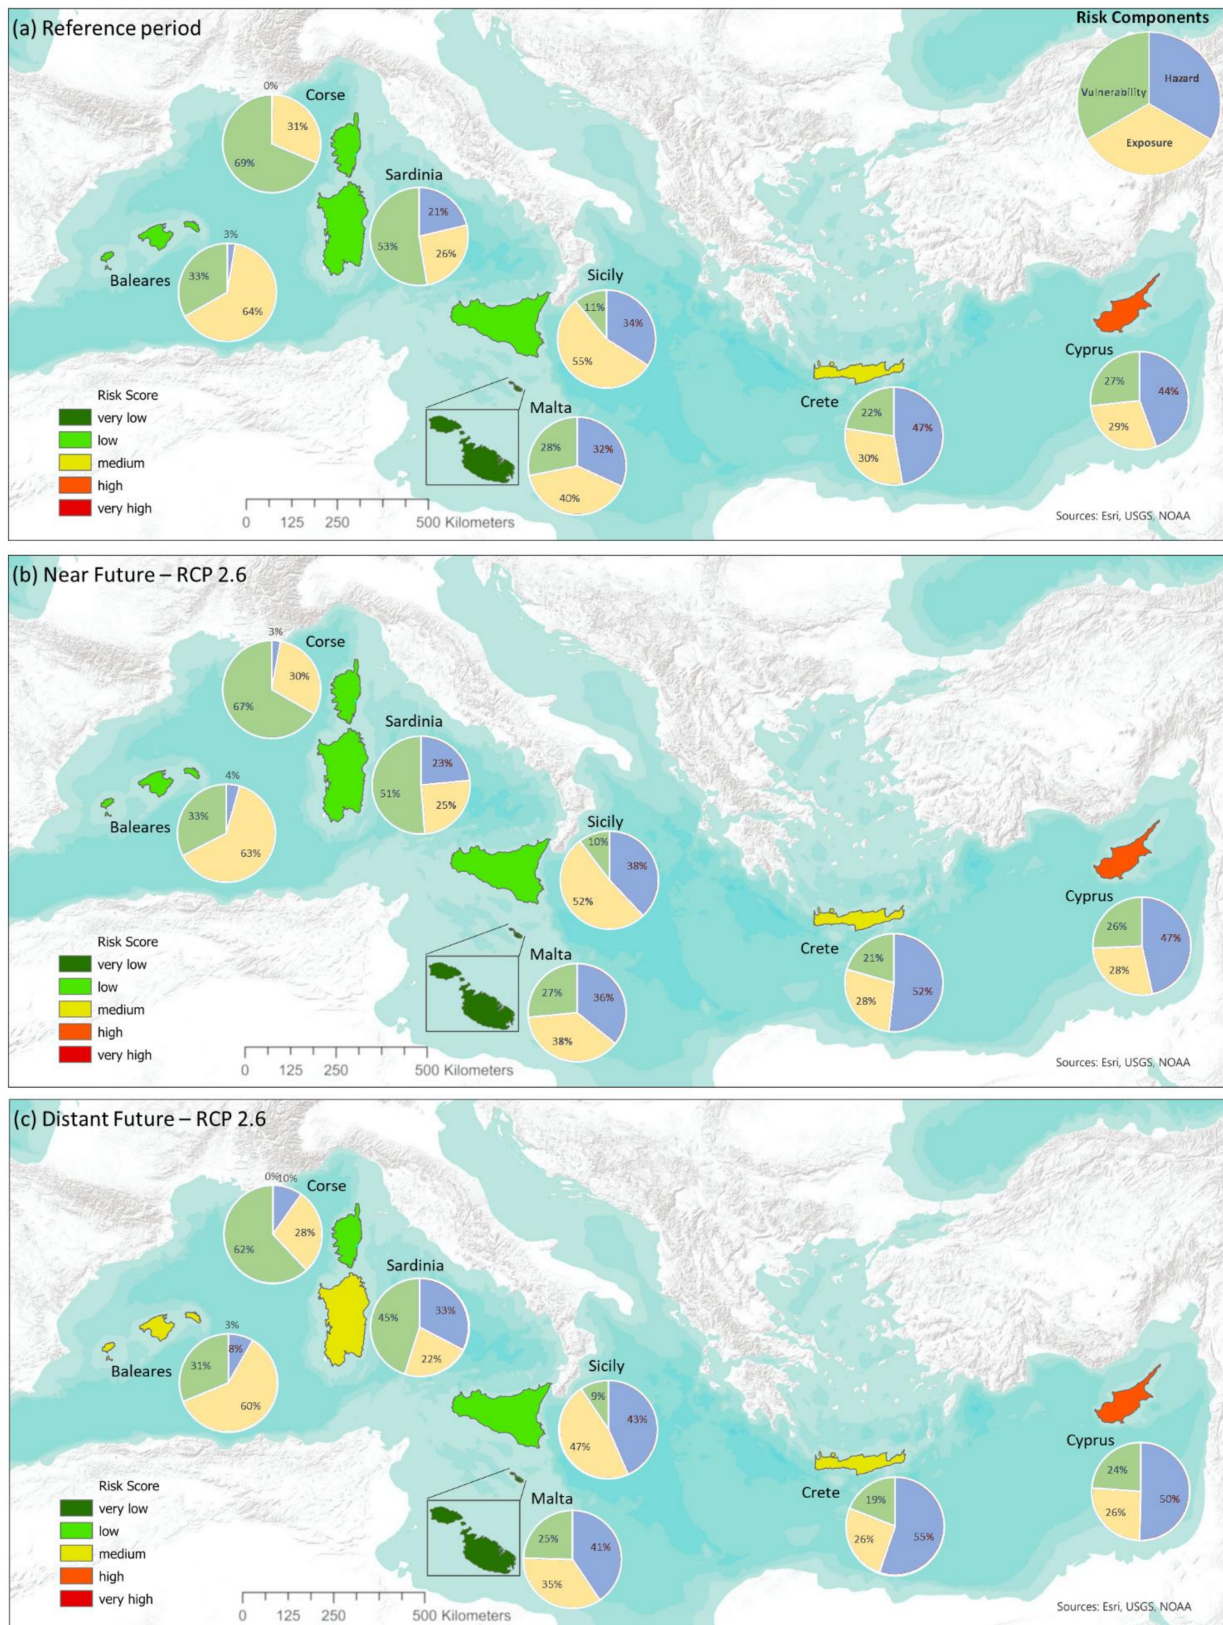 (a) Reference period
Risk Components
Vulnerability
Hazard
Exposure
0%
Corse
31%
69%
Sardinia
21%
53%
26%
3%
Baleares
33%
64%
Sicily
11%
34%
55%
Malta
28%
32%
40%
Crete
22%
47%
30%
Cyprus
27%
44%
29%
Risk Score
very low
low
medium
high
very high
0 125 250 500 Kilometers
Sources: Esri, USGS, NOAA
(b) Near Future – RCP 2.6
3%
Corse
30%
67%
Sardinia
23%
51%
25%
4%
Baleares
33%
63%
Sicily
10%
38%
52%
Malta
27%
36%
38%
Crete
21%
52%
28%
Cyprus
26%
47%
28%
Risk Score
very low
low
medium
high
very high
0 125 250 500 Kilometers
Sources: Esri, USGS, NOAA
(c) Distant Future – RCP 2.6
0%
10%
Corse
28%
62%
Sardinia
33%
45%
22%
3%
8%
Baleares
31%
60%
Sicily
9%
43%
47%
Malta
25%
41%
35%
Crete
19%
55%
26%
Cyprus
24%
50%
26%
Risk Score
very low
low
medium
high
very high
0 125 250 500 Kilometers
Sources: Esri, USGS, NOAA